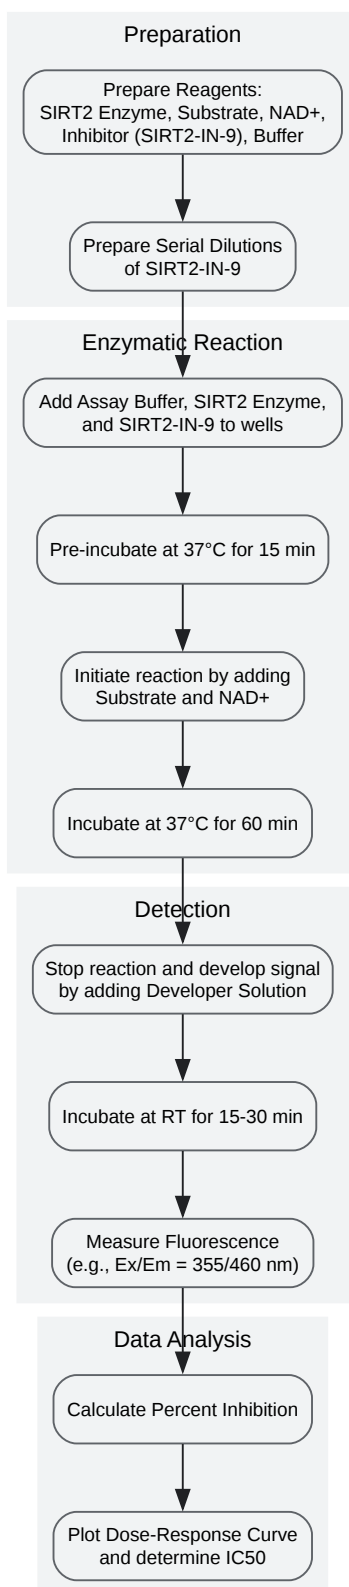 Preparation
Prepare Reagents:
SIRT2 Enzyme, Substrate, NAD+,
Inhibitor (SIRT2-IN-9), Buffer
Prepare Serial Dilutions
of SIRT2-IN-9
Enzymatic Reaction
Add Assay Buffer, SIRT2 Enzyme,
and SIRT2-IN-9 to wells
Pre-incubate at 37°C for 15 min
Initiate reaction by adding
Substrate and NAD+
Incubate at 37°C for 60 min
Detection
Stop reaction and develop signal
by adding Developer Solution
Incubate at RT for 15-30 min
Measure Fluorescence
(e.g., Ex/Em = 355/460 nm)
Data Analysis
Calculate Percent Inhibition
Plot Dose-Response Curve
and determine IC50